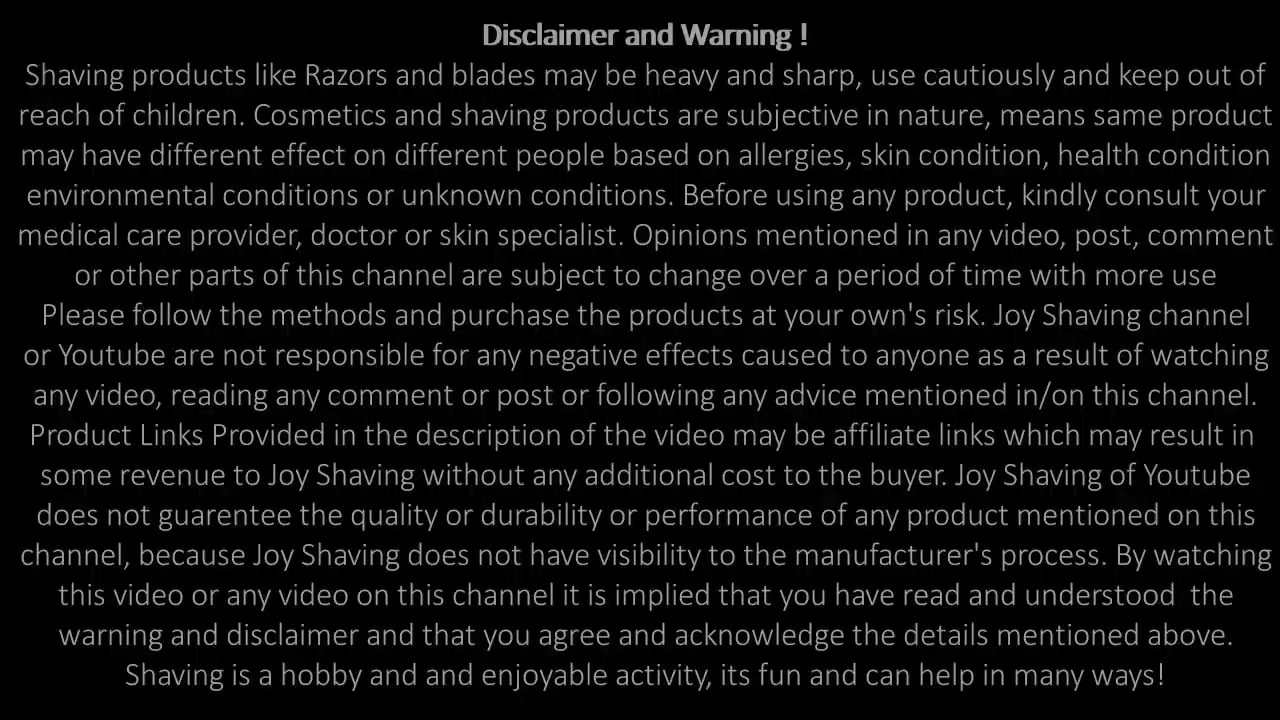 Disclaimer and Warning !
Shaving products like Razors and blades may be heavy and sharp, use cautiously and keep out of
reach of children. Cosmetics and shaving products are subjective in nature, means same product
may have different effect on different people based on allergies, skin condition, health condition
environmental conditions or unknown conditions. Before using any product, kindly consult your
medical care provider, doctor or skin specialist. Opinions mentioned in any video, post, comment
or other parts of this channel are subject to change over a period of time with more use
Please follow the methods and purchase the products at your own's risk. Joy Shaving channel
or Youtube are not responsible for any negative effects caused to anyone as a result of watching
any video, reading any comment or post or following any advice mentioned in/on this channel.
Product Links Provided in the description of the video may be affiliate links which may result in
some revenue to Joy Shaving without any additional cost to the buyer. Joy Shaving of Youtube
does not guarentee the quality or durability or performance of any product mentioned on this
channel, because Joy Shaving does not have visibility to the manufacturer's process. By watching
this video or any video on this channel it is implied that you have read and understood  the
warning and disclaimer and that you agree and acknowledge the details mentioned above.
Shaving is a hobby and and enjoyable activity, its fun and can help in many ways!